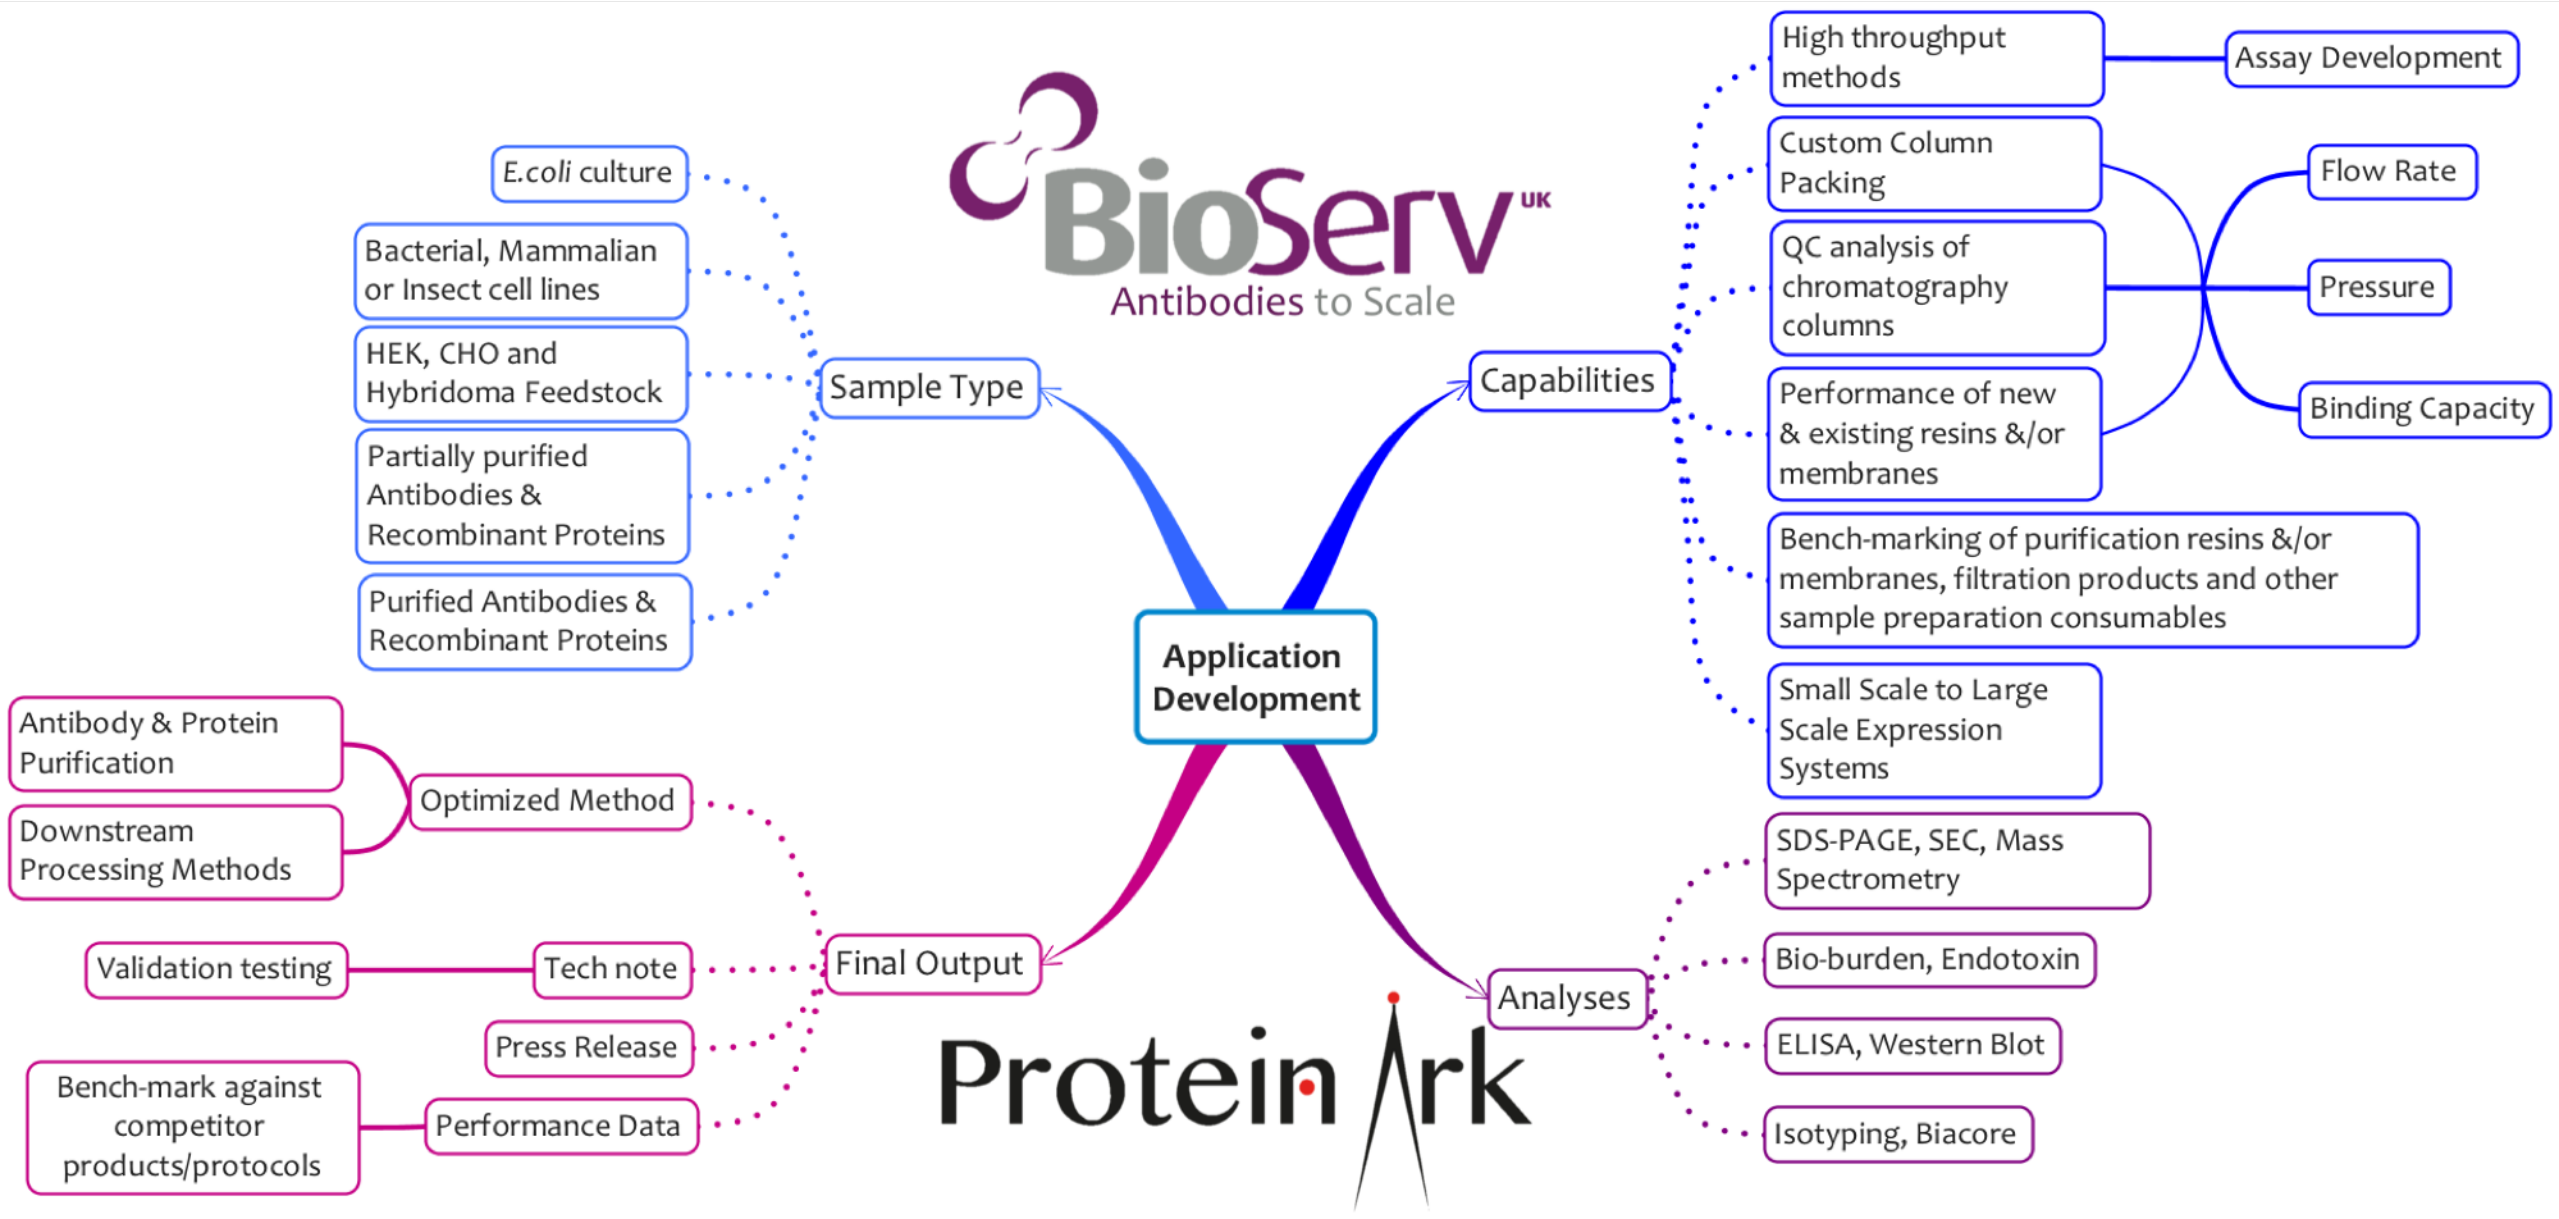 High throughput
methods
Assay Development
Custom Column
Packing
Flow Rate
QC analysis of
chromatography
columns
Pressure
Performance of new
& existing resins &/or
membranes
Binding Capacity
Bench-marking of purification resins &/or
membranes, filtration products and other
sample preparation consumables
Small Scale to Large
Scale Expression
Systems
Capabilities
BioServ UK
Antibodies to Scale
E.coli culture
Bacterial, Mammalian
or Insect cell lines
HEK, CHO and
Hybridoma Feedstock
Partially purified
Antibodies &
Recombinant Proteins
Purified Antibodies &
Recombinant Proteins
Sample Type
Application
Development
Antibody & Protein
Purification
Downstream
Processing Methods
Optimized Method
Validation testing
Tech note
Press Release
Bench-mark against
competitor
products/protocols
Performance Data
Final Output
Protein Ark
Analyses
SDS-PAGE, SEC, Mass
Spectrometry
Bio-burden, Endotoxin
ELISA, Western Blot
Isotyping, Biacore